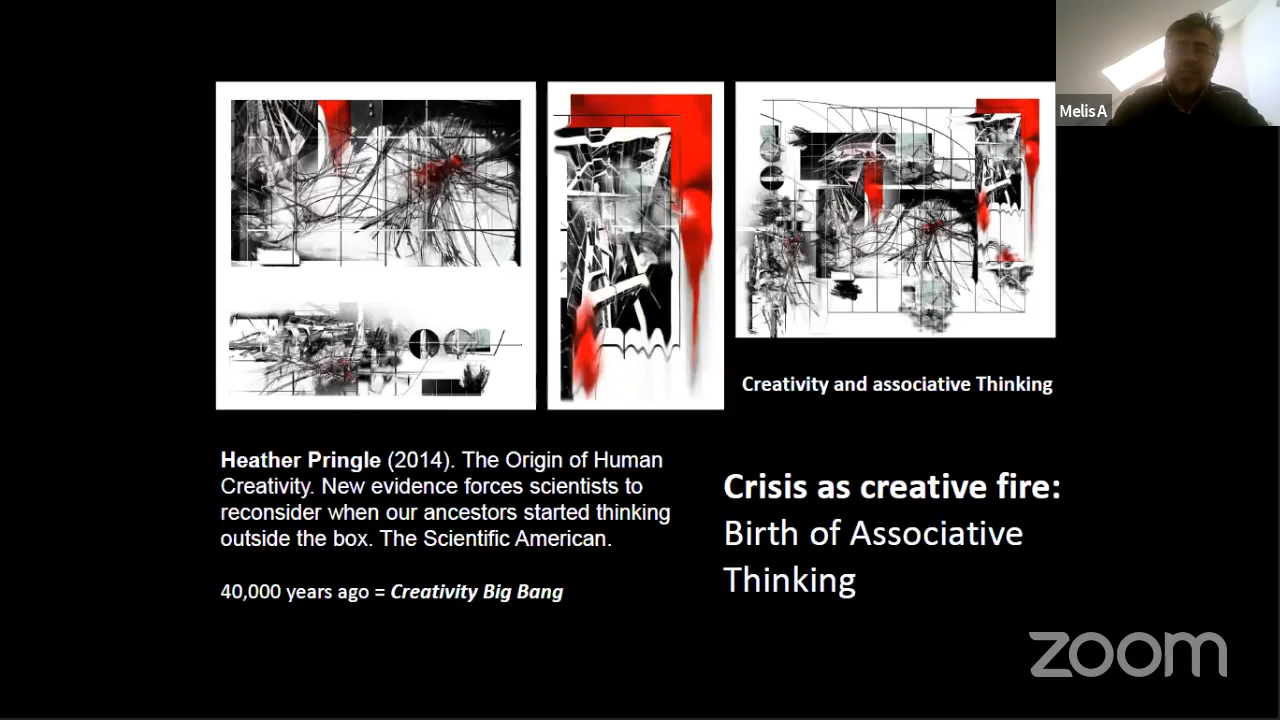 MelisA
Creativity and associative Thinking
Heather Pringle (2014). The Origin of Human
Creativity. New evidence forces scientists to
reconsider when our ancestors started thinking
outside the box. The Scientific American.
40,000 years ago = Creativity Big Bang
Crisis as creative fire:
Birth of Associative
Thinking
zoom